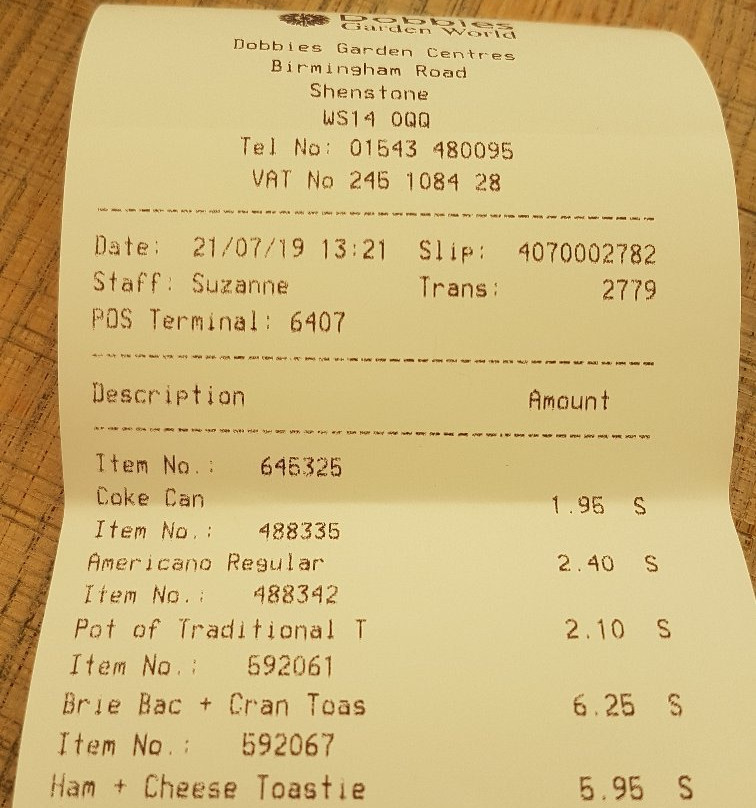 Dobbies
Garden World
Dobbies Garden Centres
Birmingham Road
Shenstone
WS14 0QQ
Tel No: 01543 480095
VAT No 245 1084 28
Date: 21/07/19 13:21 Slip: 4070002782
Staff: Suzanne Trans: 2779
POS Terminal: 6407
Description Amount
Item No.: 645325
Coke Can 1.95 S
Item No.: 488335
Americano Regular 2.40 S
Item No.: 488342
Pot of Traditional T 2.10 S
Item No.: 592061
Brie Bac + Cran Toas 6.25 S
Item No.: 592067
Ham + Cheese Toastie 5.95 S